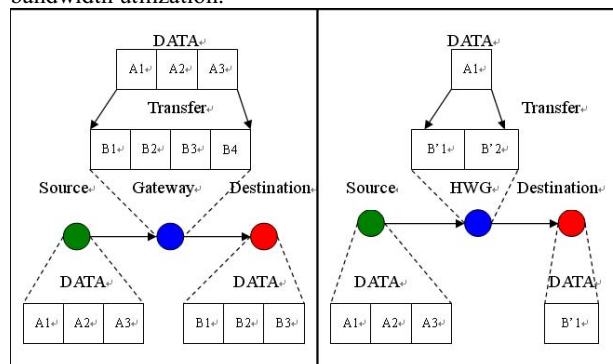 bandwidth utilization.
DATA
A1 A2 A3
Transfer
B1 B2 B3 B4
Source Gateway Destination
DATA DATA
A1 A2 A3 B1 B2 B3
DATA
A1
Transfer
B'1 B'2
Source HWG Destination
DATA DATA
A1 A2 A3 B'1